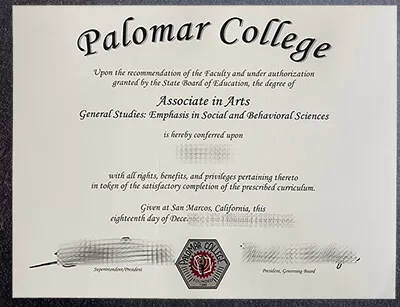 Palomar College
Upon the recommendation of the Faculty and under authorization
granted by the State Board of Education, the degree of
Associate in Arts
General Studies: Emphasis in Social and Behavioral Sciences
is hereby conferred upon
with all rights, benefits, and privileges pertaining thereto
in token of the satisfactory completion of the prescribed curriculum.
Given at San Marcos, California, this
eighteenth day of Dece
PALOMAR COLLEGE
Superintendent/President
President, Governing Board